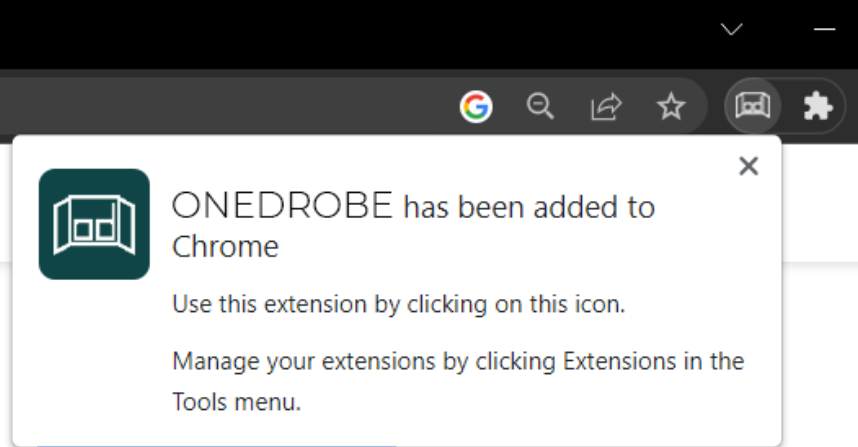 ONEDROBE has been added to
Chrome
Use this extension by clicking on this icon.
Manage your extensions by clicking Extensions in the
Tools menu.